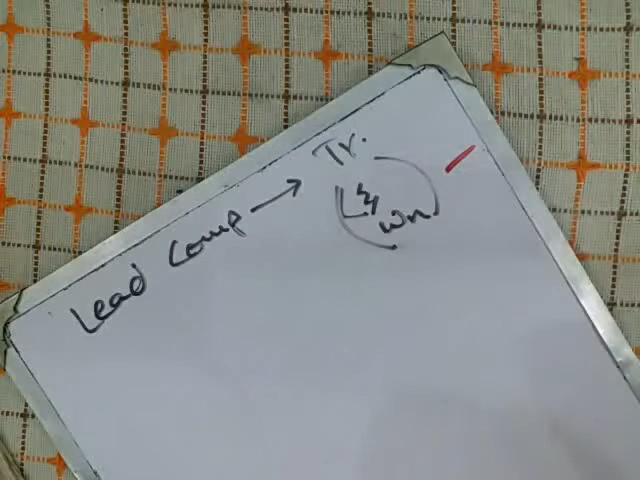 Lead Comp → Tr.
(ξ, ωn)